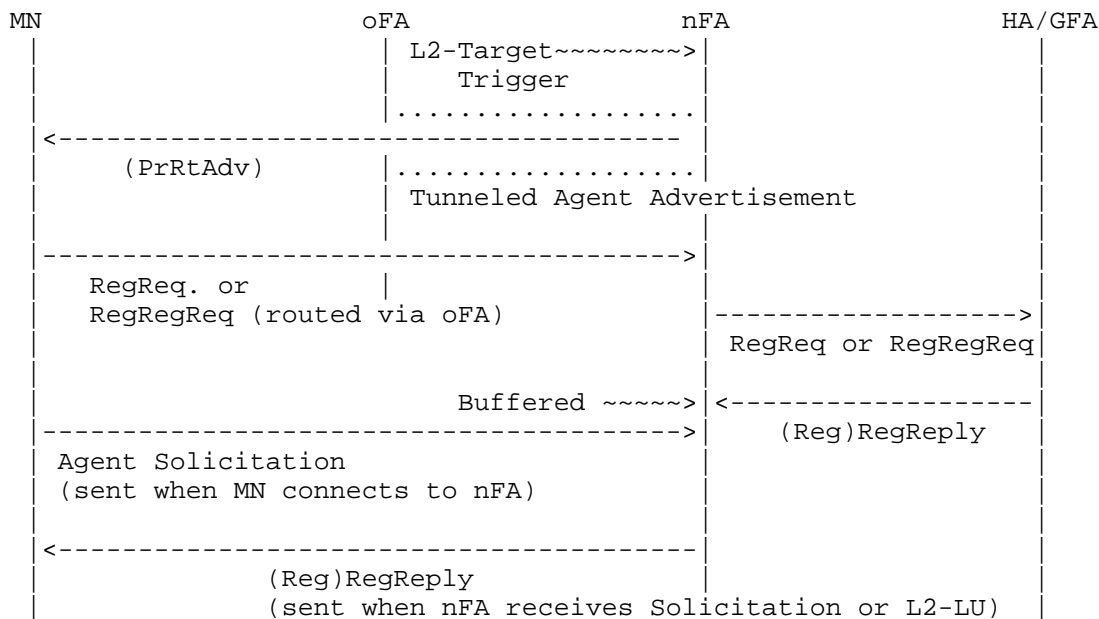 MN oFA nFA HA/GFA
L2-Target~~~~~~~~>
Trigger
...................
<----------------------------------------
(PrRtAdv) ...................
Tunneled Agent Advertisement
---------------------------------------->
RegReq. or
RegRegReq (routed via oFA) ------------------->
RegReq or RegRegReq
Buffered ~~~~~> <-------------------
----------------------------------------> (Reg)RegReply
Agent Solicitation
(sent when MN connects to nFA)
<-----------------------------------------
(Reg)RegReply
(sent when nFA receives Solicitation or L2-LU)